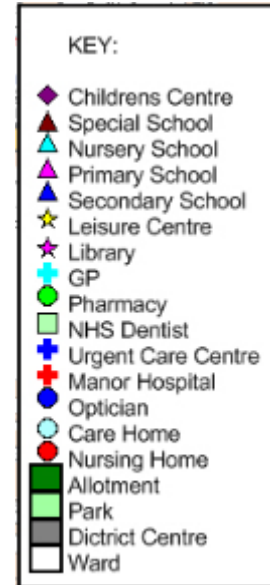 KEY:
Childrens Centre
Special School
Nursery School
Primary School
Secondary School
Leisure Centre
Library
GP
Pharmacy
NHS Dentist
Urgent Care Centre
Manor Hospital
Optician
Care Home
Nursing Home
Allotment
Park
Dictrict Centre
Ward